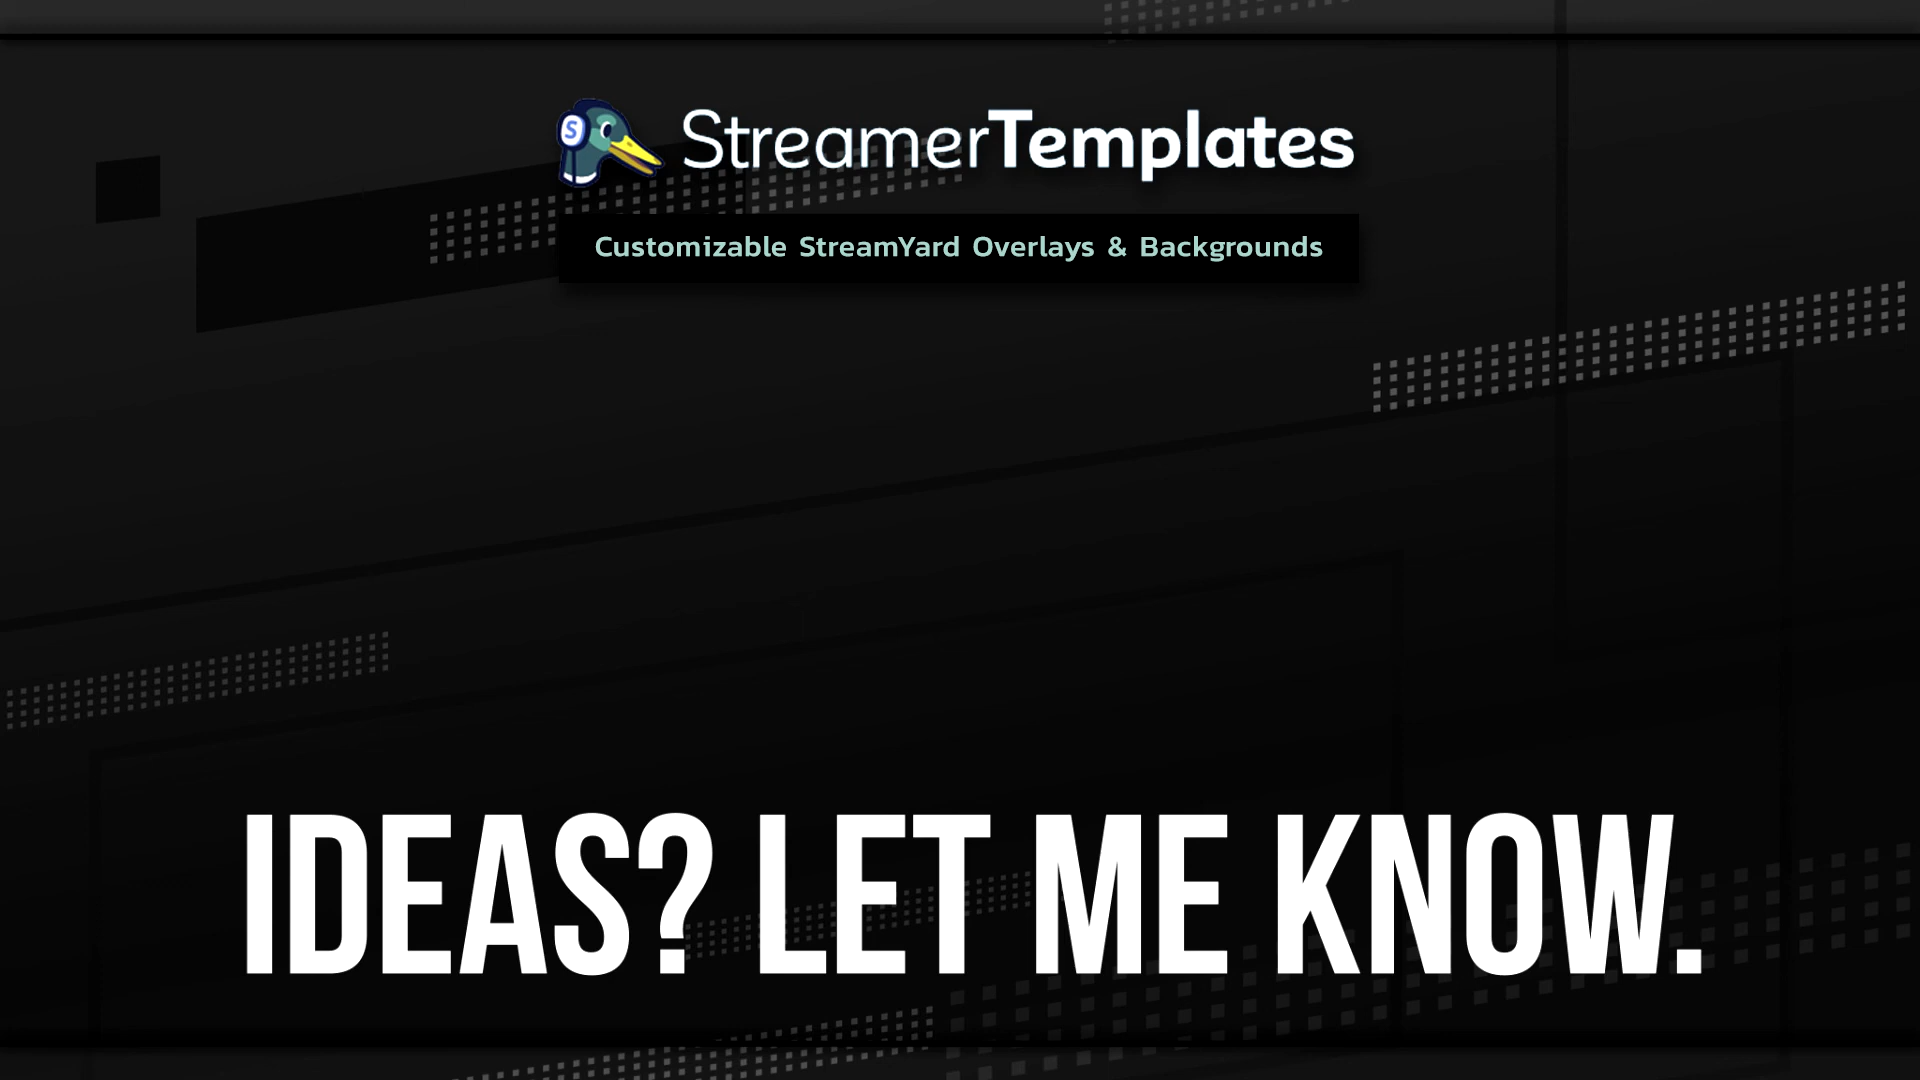 S
StreamerTemplates
Customizable StreamYard Overlays & Backgrounds
IDEAS? LET ME KNOW.